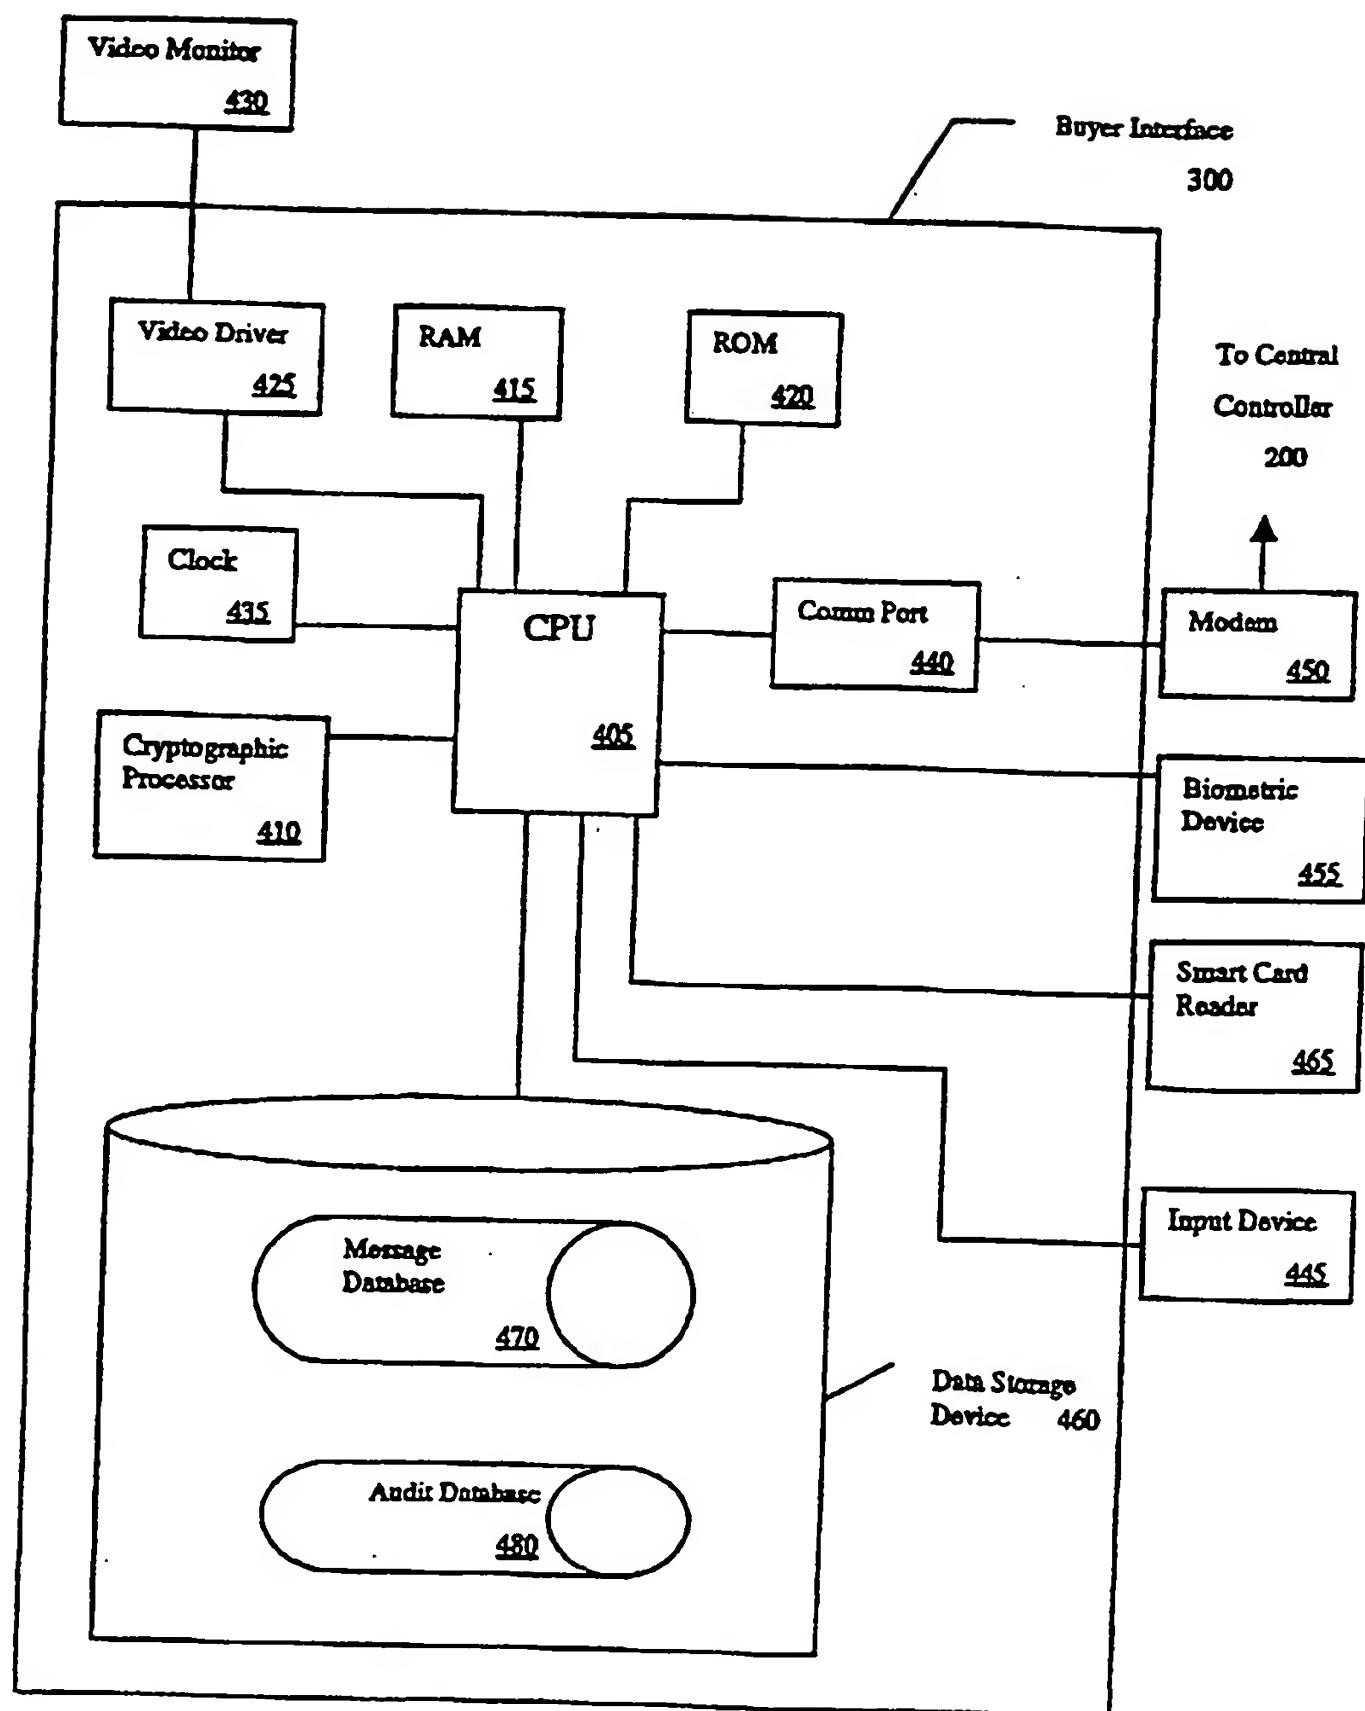 Video Monitor
430
Buyer Interface
300
Video Driver
425
RAM
415
ROM
420
To Central
Controller
200
Clock
435
CPU
405
Comm Port
440
Modem
450
Cryptographic
Processor
410
Biometric
Device
455
Smart Card
Reader
465
Input Device
445
Message
Database
470
Data Storage
Device 460
Audit Database
480